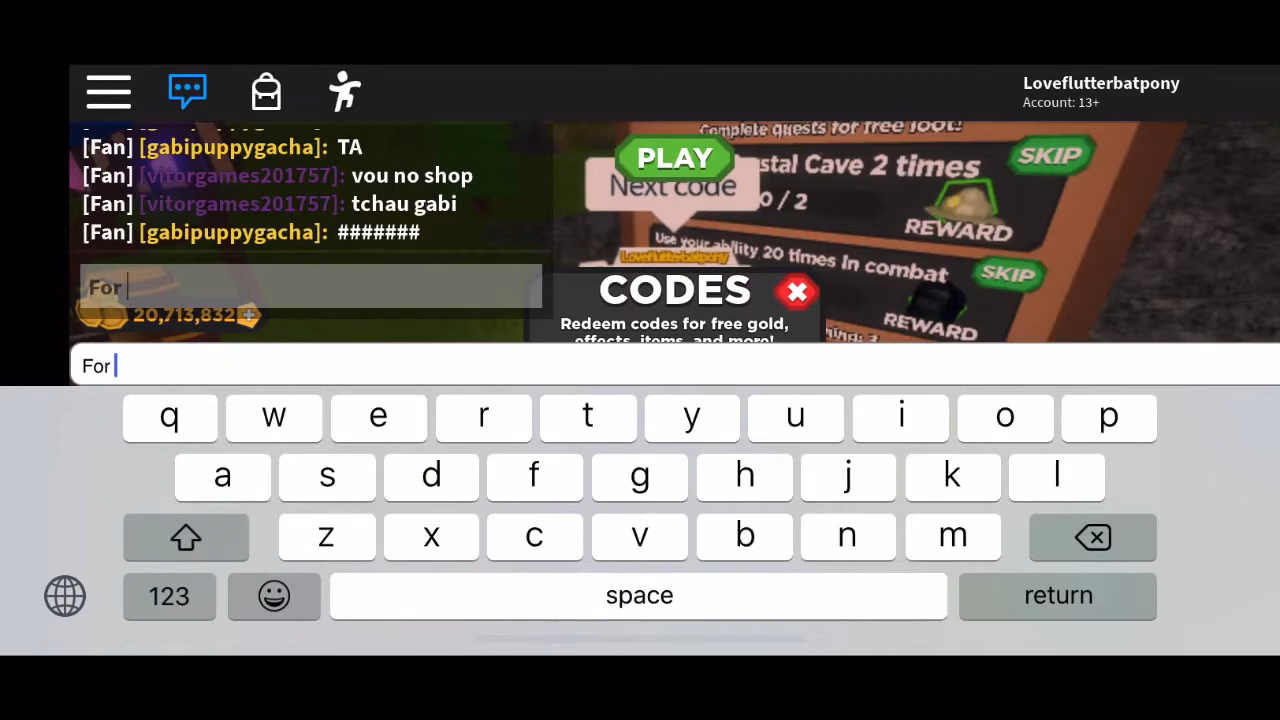 Loveflutterbatpony
Account: 13+
[Fan] [gabipuppygacha]: TA
[Fan] [vitorgames201757]: vou no shop
[Fan] [vitorgames201757]: tchau gabi
[Fan] [gabipuppygacha]: #######
For
20,713,832
Complete quests for free loot!
PLAY
Next code
stal Cave 2 times
SKIP
0 / 2
REWARD
Use your ability 20 times In combat
SKIP
REWARD
Loveflutterbatpony
CODES
Redeem codes for free gold,
effects, items, and more!
For
q w e r t y u i o p
a s d f g h j k l
z x c v b n m
123 space return